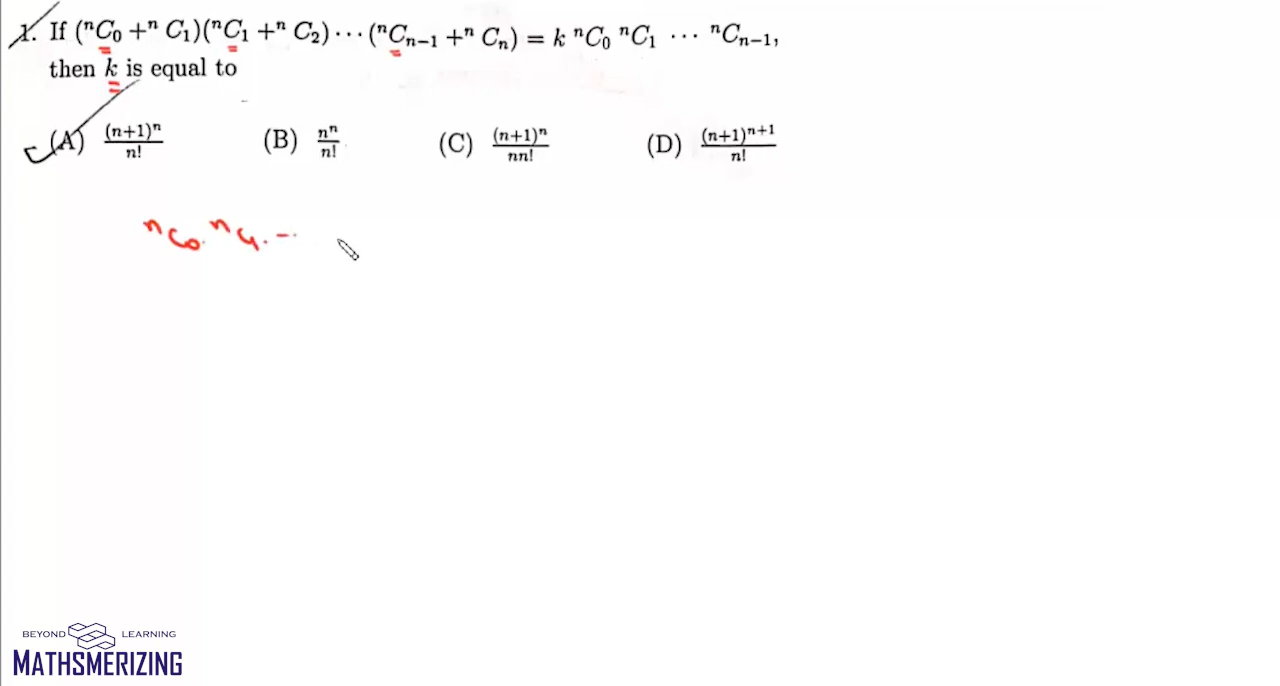 1. If (ⁿC₀ +ⁿ C₁)(ⁿC₁ +ⁿ C₂) ⋯ (ⁿCₙ₋₁ +ⁿ Cₙ) = k ⁿC₀ ⁿC₁ ⋯ ⁿCₙ₋₁,
then k is equal to
(A) (n+1)ⁿ/n! (B) nⁿ/n! (C) (n+1)ⁿ/nn! (D) (n+1)ⁿ⁺¹/n!
ⁿC₀. ⁿC₁. –
BEYOND LEARNING
MATHSMERIZING